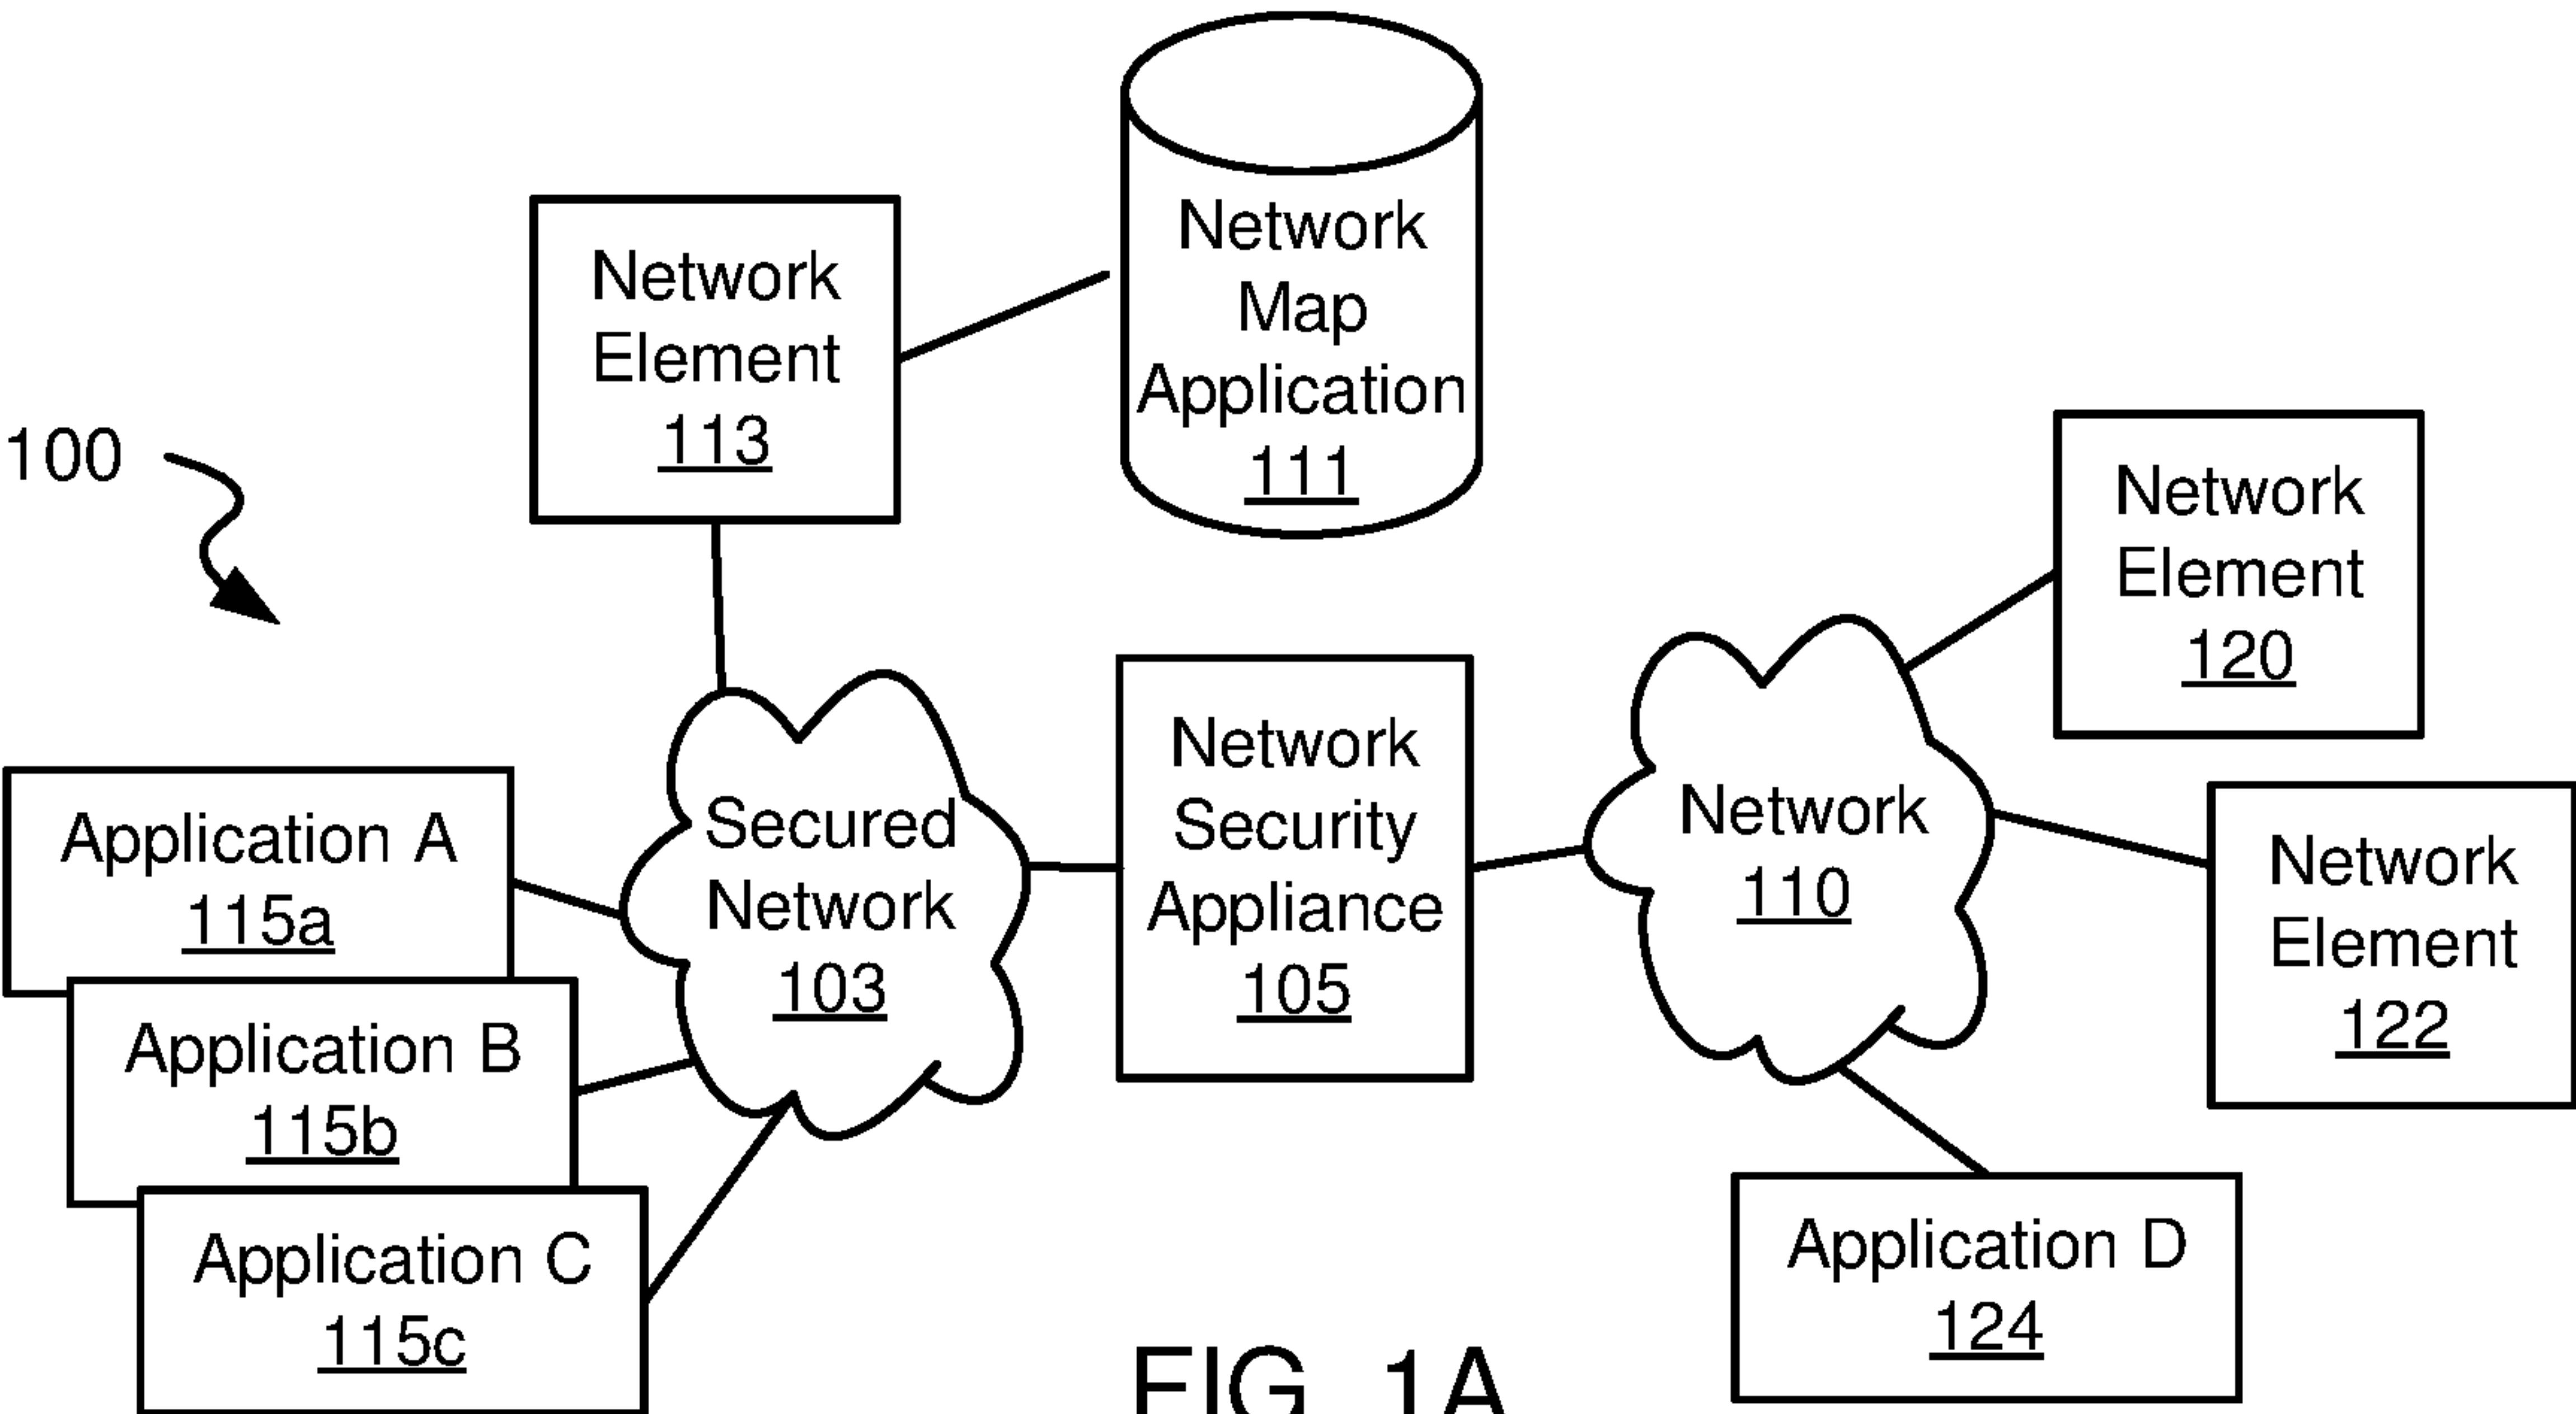 Network
Map
Application
111
Network
Element
113
100
Network
Element
120
Network
Security
Appliance
105
Secured
Network
103
Network
110
Application A
115a
Application B
115b
Application C
115c
Network
Element
122
Application D
124
FIG. 1A